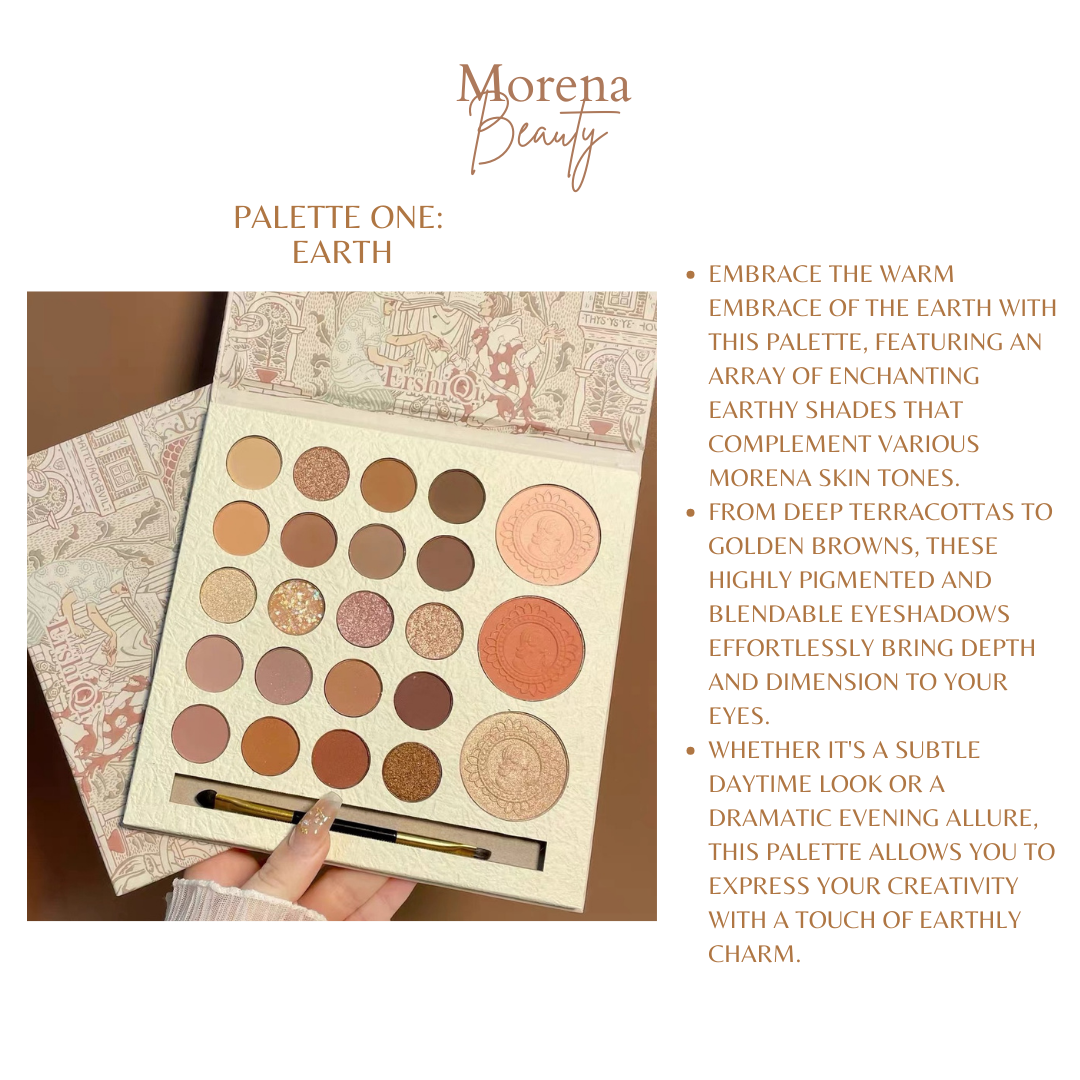 Morena
Beauty
PALETTE ONE:
EARTH
• EMBRACE THE WARM
EMBRACE OF THE EARTH WITH
THIS PALETTE, FEATURING AN
ARRAY OF ENCHANTING
EARTHY SHADES THAT
COMPLEMENT VARIOUS
MORENA SKIN TONES.
• FROM DEEP TERRACOTTAS TO
GOLDEN BROWNS, THESE
HIGHLY PIGMENTED AND
BLENDABLE EYESHADOWS
EFFORTLESSLY BRING DEPTH
AND DIMENSION TO YOUR
EYES.
• WHETHER IT'S A SUBTLE
DAYTIME LOOK OR A
DRAMATIC EVENING ALLURE,
THIS PALETTE ALLOWS YOU TO
EXPRESS YOUR CREATIVITY
WITH A TOUCH OF EARTHLY
CHARM.
ErshiQi
ErshiQi